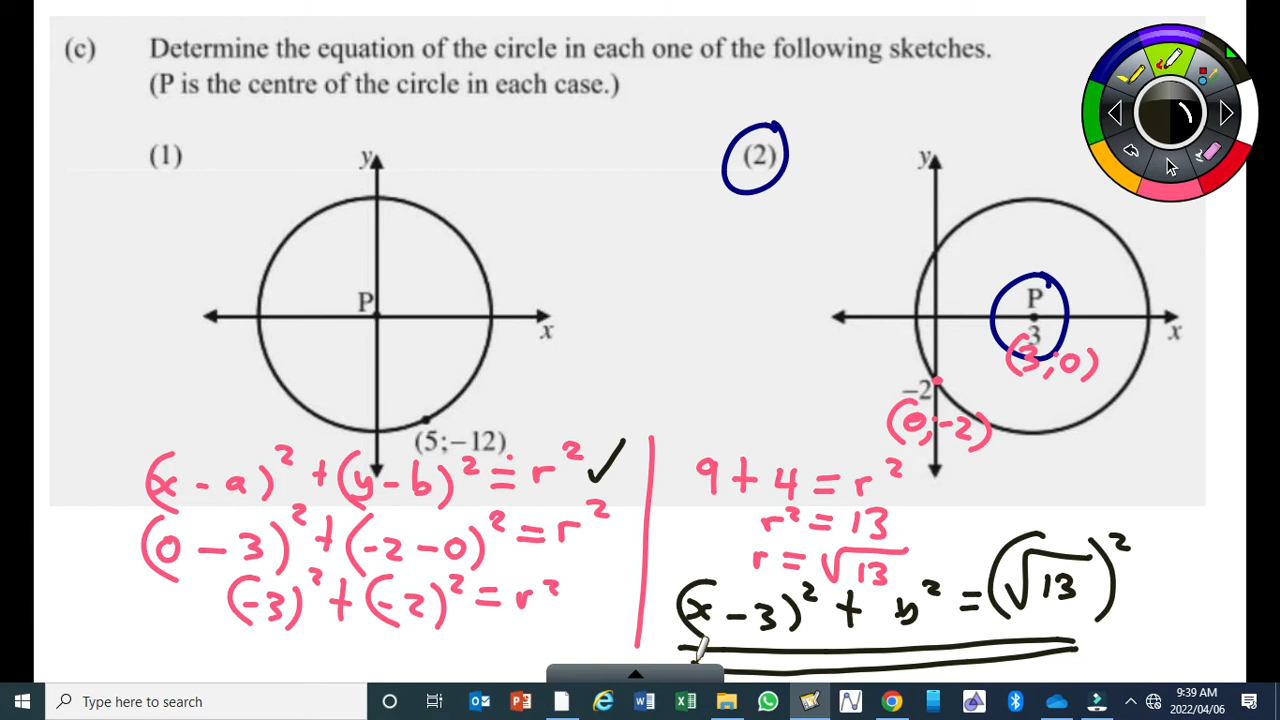 (c) Determine the equation of the circle in each one of the following sketches.
(P is the centre of the circle in each case.)
(1)
(2)
y
y
P
P
x
3
x
(3;0)
-2
(0;-2)
(5;-12)
(x - a)² + (y - b)² = r² ✓
(0 - 3)² + (-2 - 0)² = r²
(-3)² + (-2)² = r²
9 + 4 = r²
r² = 13
r = √13
(x - 3)² + b² = (√13)²
Type here to search
9:39 AM
2022/04/06